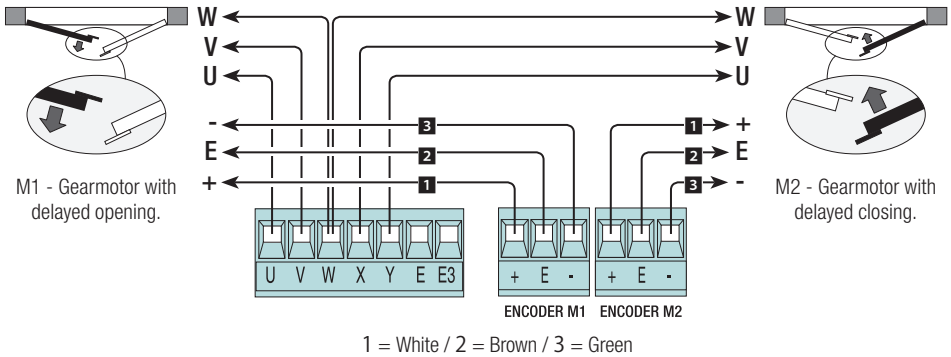 W W
V V
U U
- 3 1 +
E 2 2 E
+ 1 3 -
M1 - Gearmotor with
delayed opening.
M2 - Gearmotor with
delayed closing.
U V W X Y E E3
+ E - + E -
ENCODER M1 ENCODER M2
1 = White / 2 = Brown / 3 = Green